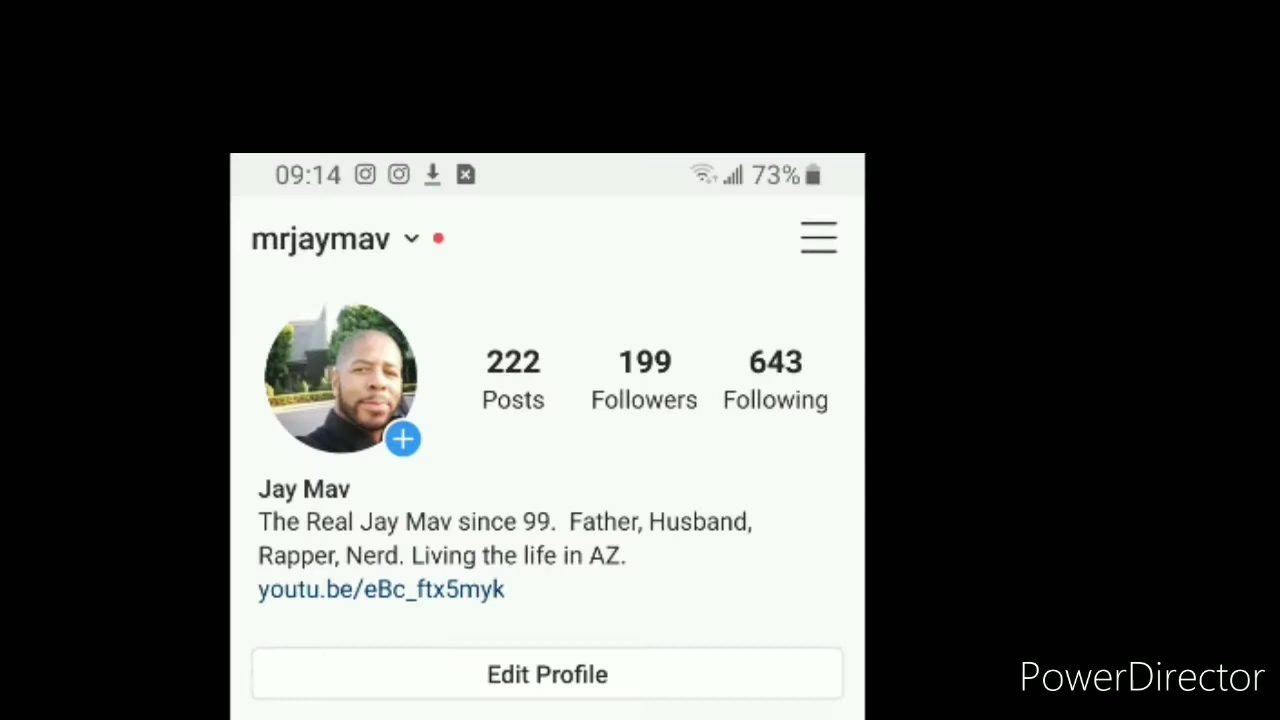 09:14 73%
mrjaymav
222 199 643
Posts Followers Following
Jay Mav
The Real Jay Mav since 99. Father, Husband,
Rapper, Nerd. Living the life in AZ.
youtu.be/eBc_ftx5myk
Edit Profile
PowerDirector